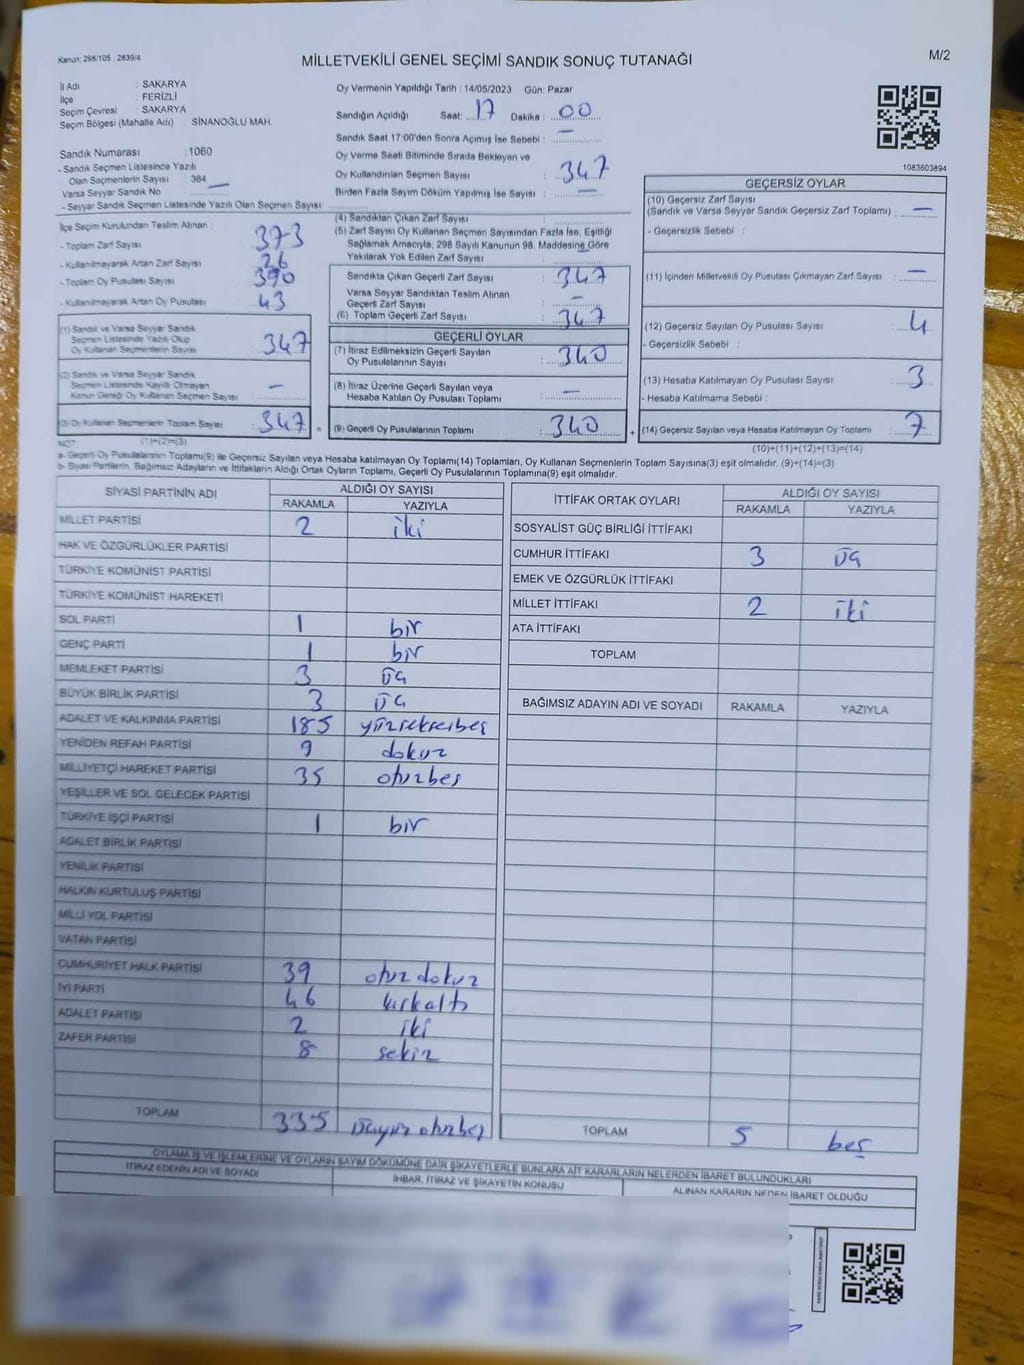 Kanun: 298/105 , 2839/4
MİLLETVEKİLİ GENEL SEÇİMİ SANDIK SONUÇ TUTANAĞI
M/2
İl Adı : SAKARYA
İlçe : FERİZLİ
Seçim Çevresi : SAKARYA
Seçim Bölgesi (Mahalle Adı) : SİNANOĞLU MAH.
Sandık Numarası : 1060
- Sandık Seçmen Listesinde Yazılı
Olan Seçmenlerin Sayısı 364
Varsa Seyyar Sandık No —
- Seyyar Sandık Seçmen Listesinde Yazılı Olan Seçmen Sayısı
Oy Vermenin Yapıldığı Tarih : 14/05/2023 Gün: Pazar
Sandığın Açıldığı Saat: 17 Dakika : 00
Sandık Saat 17:00'den Sonra Açılmış İse Sebebi : —
Oy Verme Saati Bitiminde Sırada Bekleyen ve
Oy Kullandırılan Seçmen Sayısı : 347
Birden Fazla Sayım Döküm Yapılmış İse Sayısı : —
1083603894
İlçe Seçim Kurulundan Teslim Alınan :
- Toplam Zarf Sayısı 373
- Kullanılmayarak Artan Zarf Sayısı 26
- Toplam Oy Pusulası Sayısı 390
- Kullanılmayarak Artan Oy Pusulası 43
(1) Sandık ve Varsa Seyyar Sandık
Seçmen Listesinde Yazılı Olup
Oy Kullanan Seçmenlerin Sayısı : 347
(2) Sandık ve Varsa Seyyar Sandık
Seçmen Listesinde Kayıtlı Olmayan
Kanun Gereği Oy Kullanan Seçmen Sayısı : —
(3) Oy Kullanan Seçmenlerin Toplam Sayısı : 347 =
NOT: (1)+(2)=(3)
(4) Sandıktan Çıkan Zarf Sayısı :
(5) Zarf Sayısı Oy Kullanan Seçmen Sayısından Fazla İse, Eşitliği
Sağlamak Amacıyla, 298 Sayılı Kanunun 98. Maddesine Göre
Yakılarak Yok Edilen Zarf Sayısı :
Sandıkta Çıkan Geçerli Zarf Sayısı : 347
Varsa Seyyar Sandıktan Teslim Alınan
Geçerli Zarf Sayısı : —
(6) Toplam Geçerli Zarf Sayısı : 347
GEÇERLİ OYLAR
(7) İtiraz Edilmeksizin Geçerli Sayılan
Oy Pusulalarının Sayısı : 340
(8) İtiraz Üzerine Geçerli Sayılan veya
Hesaba Katılan Oy Pusulası Toplamı : —
(9) Geçerli Oy Pusulalarının Toplamı : 340 +
GEÇERSİZ OYLAR
(10) Geçersiz Zarf Sayısı
(Sandık ve Varsa Seyyar Sandık Geçersiz Zarf Toplamı) : —
- Geçersizlik Sebebi :
(11) İçinden Milletvekili Oy Pusulası Çıkmayan Zarf Sayısı : —
(12) Geçersiz Sayılan Oy Pusulası Sayısı : 4
- Geçersizlik Sebebi :
(13) Hesaba Katılmayan Oy Pusulası Sayısı : 3
- Hesaba Katılmama Sebebi :
(14) Geçersiz Sayılan veya Hesaba Katılmayan Oy Toplamı : 7
(10)+(11)+(12)+(13)=(14)
a- Geçerli Oy Pusulalarının Toplamı(9) ile Geçersiz Sayılan veya Hesaba katılmayan Oy Toplamı(14) Toplamları, Oy Kullanan Seçmenlerin Toplam Sayısına(3) eşit olmalıdır. (9)+(14)=(3)
b- Siyasi Partilerin, Bağımsız Adayların ve İttifakların Aldığı Ortak Oyların Toplamı, Geçerli Oy Pusulalarının Toplamına(9) eşit olmalıdır.
SİYASİ PARTİNİN ADI ALDIĞI OY SAYISI
RAKAMLA YAZIYLA
MİLLET PARTİSİ 2 iki
HAK VE ÖZGÜRLÜKLER PARTİSİ
TÜRKİYE KOMÜNİST PARTİSİ
TÜRKİYE KOMÜNİST HAREKETİ
SOL PARTİ 1 bir
GENÇ PARTİ 1 bir
MEMLEKET PARTİSİ 3 üç
BÜYÜK BİRLİK PARTİSİ 3 üç
ADALET VE KALKINMA PARTİSİ 185 yüzseksenbeş
YENİDEN REFAH PARTİSİ 9 dokuz
MİLLİYETÇİ HAREKET PARTİSİ 35 otuzbeş
YEŞİLLER VE SOL GELECEK PARTİSİ
TÜRKİYE İŞÇİ PARTİSİ 1 bir
ADALET BİRLİK PARTİSİ
YENİLİK PARTİSİ
HALKIN KURTULUŞ PARTİSİ
MİLLİ YOL PARTİSİ
VATAN PARTİSİ
CUMHURİYET HALK PARTİSİ 39 otuz dokuz
İYİ PARTİ 46 kırkaltı
ADALET PARTİSİ 2 iki
ZAFER PARTİSİ 8 sekiz
TOPLAM 335 üçyüz otuzbeş
İTTİFAK ORTAK OYLARI ALDIĞI OY SAYISI
RAKAMLA YAZIYLA
SOSYALİST GÜÇ BİRLİĞİ İTTİFAKI
CUMHUR İTTİFAKI 3 üç
EMEK VE ÖZGÜRLÜK İTTİFAKI
MİLLET İTTİFAKI 2 iki
ATA İTTİFAKI
TOPLAM
BAĞIMSIZ ADAYIN ADI VE SOYADI RAKAMLA YAZIYLA
TOPLAM 5 beş
OYLAMA İŞ VE İŞLEMLERİNE VE OYLARIN SAYIM DÖKÜMÜNE DAİR ŞİKAYETLERLE BUNLARA AİT KARARLARIN NELERDEN İBARET BULUNDUKLARI
İTİRAZ EDENİN ADI VE SOYADI İHBAR, İTİRAZ VE ŞİKAYETİN KONUSU ALINAN KARARIN NEDEN İBARET OLDUĞU